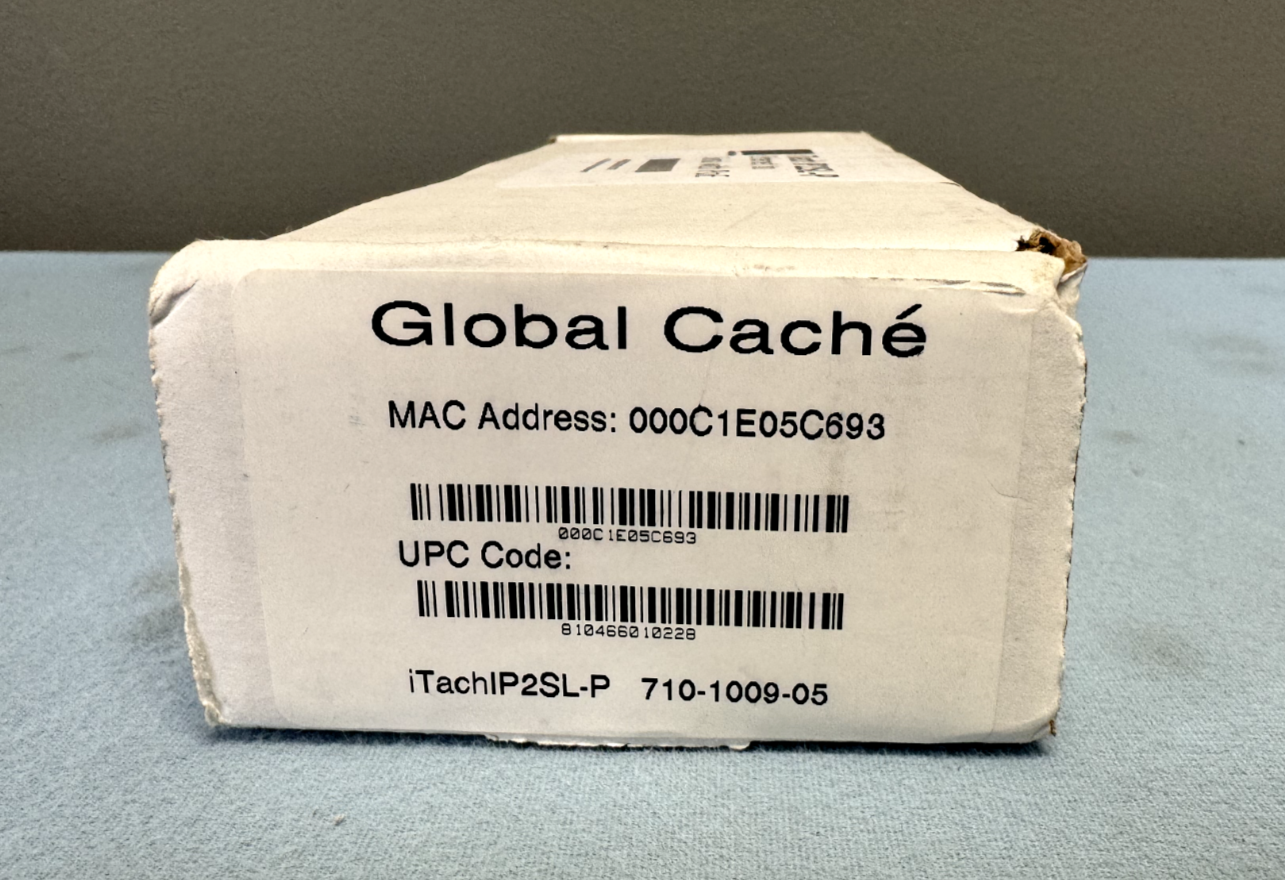 Global Caché
MAC Address: 000C1E05C693
000C1E05C693
UPC Code:
810466010228
iTachIP2SL-P 710-1009-05